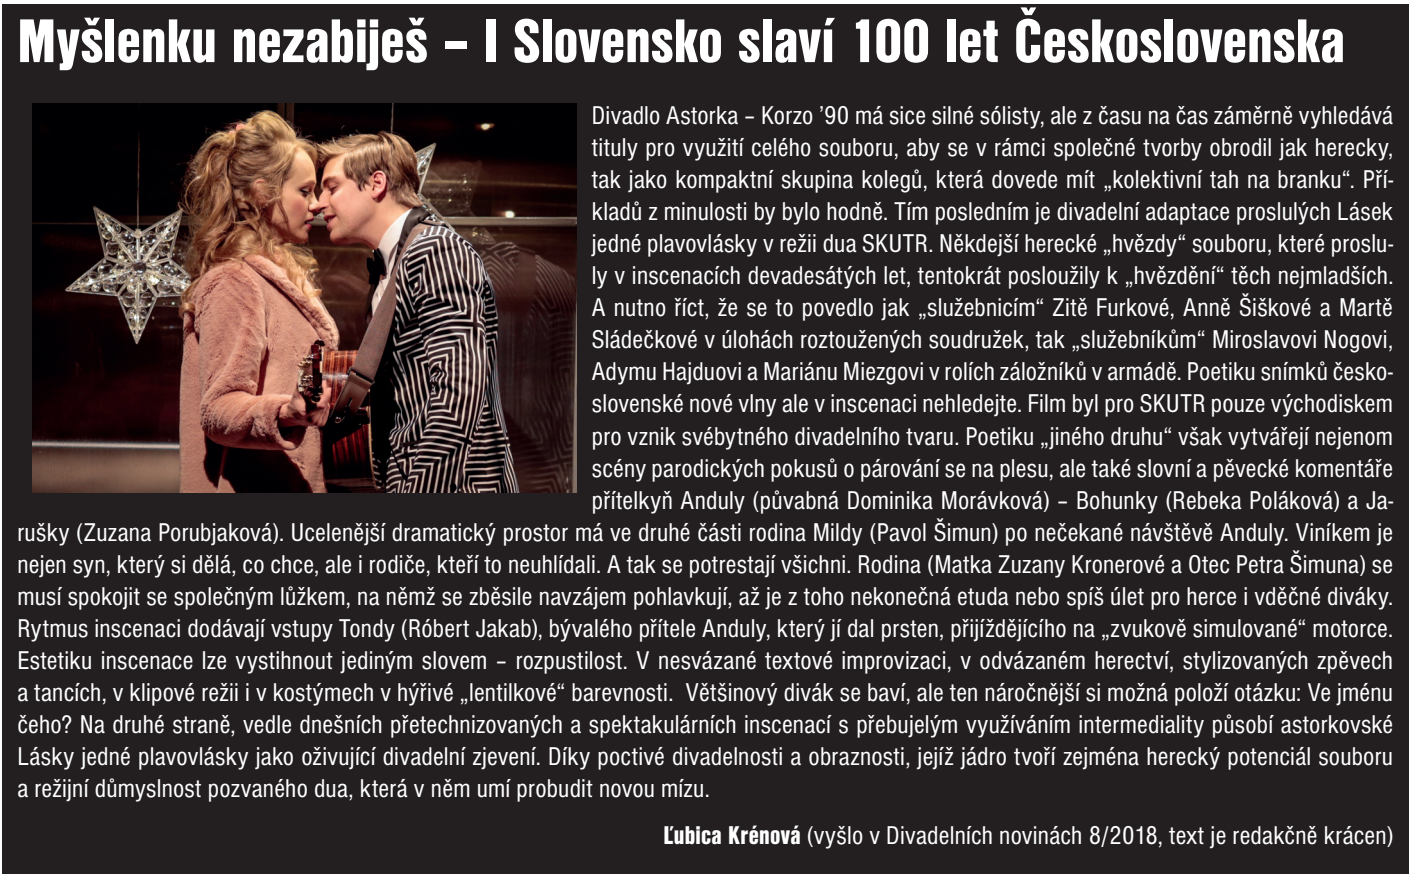 Myšlenku nezabiješ – I Slovensko slaví 100 let Československa
Divadlo Astorka – Korzo ’90 má sice silné sólisty, ale z času na čas záměrně vyhledává
tituly pro využití celého souboru, aby se v rámci společné tvorby obrodil jak herecky,
tak jako kompaktní skupina kolegů, která dovede mít „kolektivní tah na branku“. Pří-
kladů z minulosti by bylo hodně. Tím posledním je divadelní adaptace proslulých Lásek
jedné plavovlásky v režii dua SKUTR. Někdejší herecké „hvězdy“ souboru, které proslu-
ly v inscenacích devadesátých let, tentokrát posloužily k „hvězdění“ těch nejmladších.
A nutno říct, že se to povedlo jak „služebnicím“ Zitě Furkové, Anně Šiškové a Martě
Sládečkové v úlohách roztoužených soudružek, tak „služebníkům“ Miroslavovi Nogovi,
Adymu Hajduovi a Mariánu Miezgovi v rolích záložníků v armádě. Poetiku snímků česko-
slovenské nové vlny ale v inscenaci nehledejte. Film byl pro SKUTR pouze východiskem
pro vznik svébytného divadelního tvaru. Poetiku „jiného druhu“ však vytvářejí nejenom
scény parodických pokusů o párování se na plesu, ale také slovní a pěvecké komentáře
přítelkyň Anduly (půvabná Dominika Morávková) – Bohunky (Rebeka Poláková) a Ja-
rušky (Zuzana Porubjaková). Ucelenější dramatický prostor má ve druhé části rodina Mildy (Pavol Šimun) po nečekané návštěvě Anduly. Viníkem je
nejen syn, který si dělá, co chce, ale i rodiče, kteří to neuhlídali. A tak se potrestají všichni. Rodina (Matka Zuzany Kronerové a Otec Petra Šimuna) se
musí spokojit se společným lůžkem, na němž se zběsile navzájem pohlavkují, až je z toho nekonečná etuda nebo spíš úlet pro herce i vděčné diváky.
Rytmus inscenaci dodávají vstupy Tondy (Róbert Jakab), bývalého přítele Anduly, který jí dal prsten, přijíždějícího na „zvukově simulované“ motorce.
Estetiku inscenace lze vystihnout jediným slovem – rozpustilost. V nesvázané textové improvizaci, v odvázaném herectví, stylizovaných zpěvech
a tancích, v klipové režii i v kostýmech v hýřivé „lentilkové“ barevnosti.  Většinový divák se baví, ale ten náročnější si možná položí otázku: Ve jménu
čeho? Na druhé straně, vedle dnešních přetechnizovaných a spektakulárních inscenací s přebujelým využíváním intermediality působí astorkovské
Lásky jedné plavovlásky jako oživující divadelní zjevení. Díky poctivé divadelnosti a obraznosti, jejíž jádro tvoří zejména herecký potenciál souboru
a režijní důmyslnost pozvaného dua, která v něm umí probudit novou mízu.
Ľubica Krénová (vyšlo v Divadelních novinách 8/2018, text je redakčně krácen)